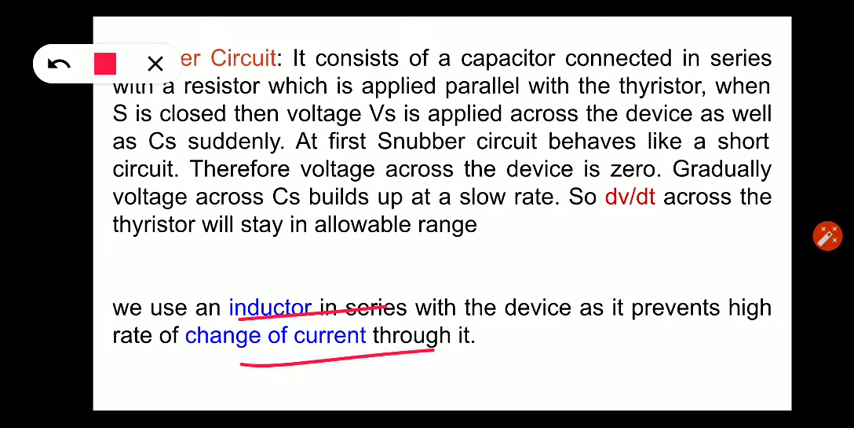 er Circuit: It consists of a capacitor connected in series
with a resistor which is applied parallel with the thyristor, when
S is closed then voltage Vs is applied across the device as well
as Cs suddenly. At first Snubber circuit behaves like a short
circuit. Therefore voltage across the device is zero. Gradually
voltage across Cs builds up at a slow rate. So dv/dt across the
thyristor will stay in allowable range
we use an inductor in series with the device as it prevents high
rate of change of current through it.